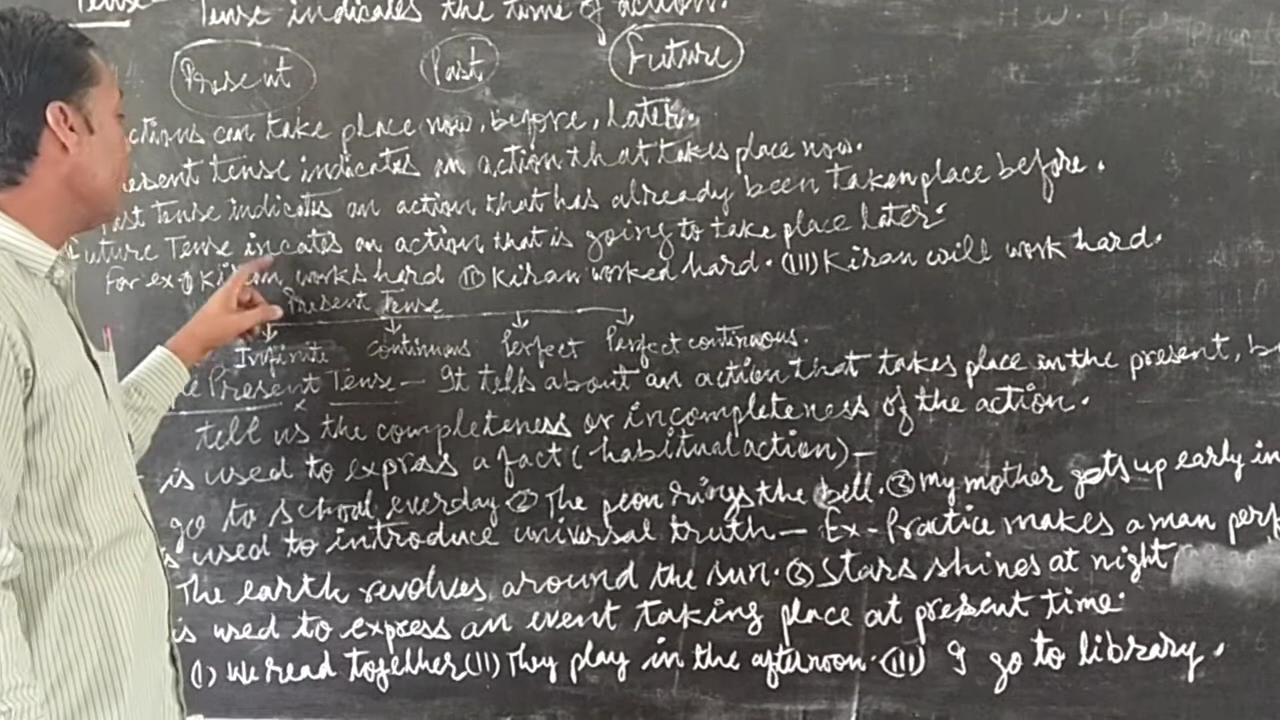 Tense - Tense indicates the time of action.
Present Past Future
ctions can take place now, before, later.
esent tense indicates an action that takes place now.
ast Tense indicates an action that has already been taken place before.
Future Tense incates an action that is going to take place later.
For ex (I) Kiran works hard (II) Kiran worked hard. (III) Kiran will work hard.
Present Tense
continuous Perfect Perfect continuous.
Present Tense - It tells about an action that takes place in the present, b
tell us the completeness or incompleteness of the action.
is used to express a fact (habitual action) -
go to school everday. (2) The peon rings the bell. (3) My mother gets up early in
s used to introduce universal truth - Ex - Practice makes a man perf
The earth revolves around the sun. (3) Stars shines at night
is used to express an event taking place at present time.
(I) We read together (II) They play in the afternoon. (III) I go to library.